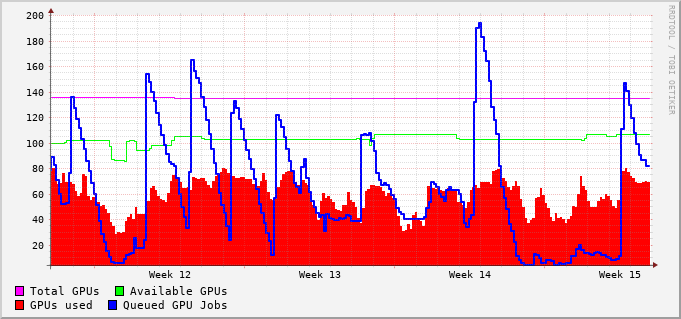 200
180
160
140
120
100
80
60
40
20
Week 12 Week 13 Week 14 Week 15
Total GPUs Available GPUs
GPUs used Queued GPU Jobs
RRDTOOL / TOBI OETIKER